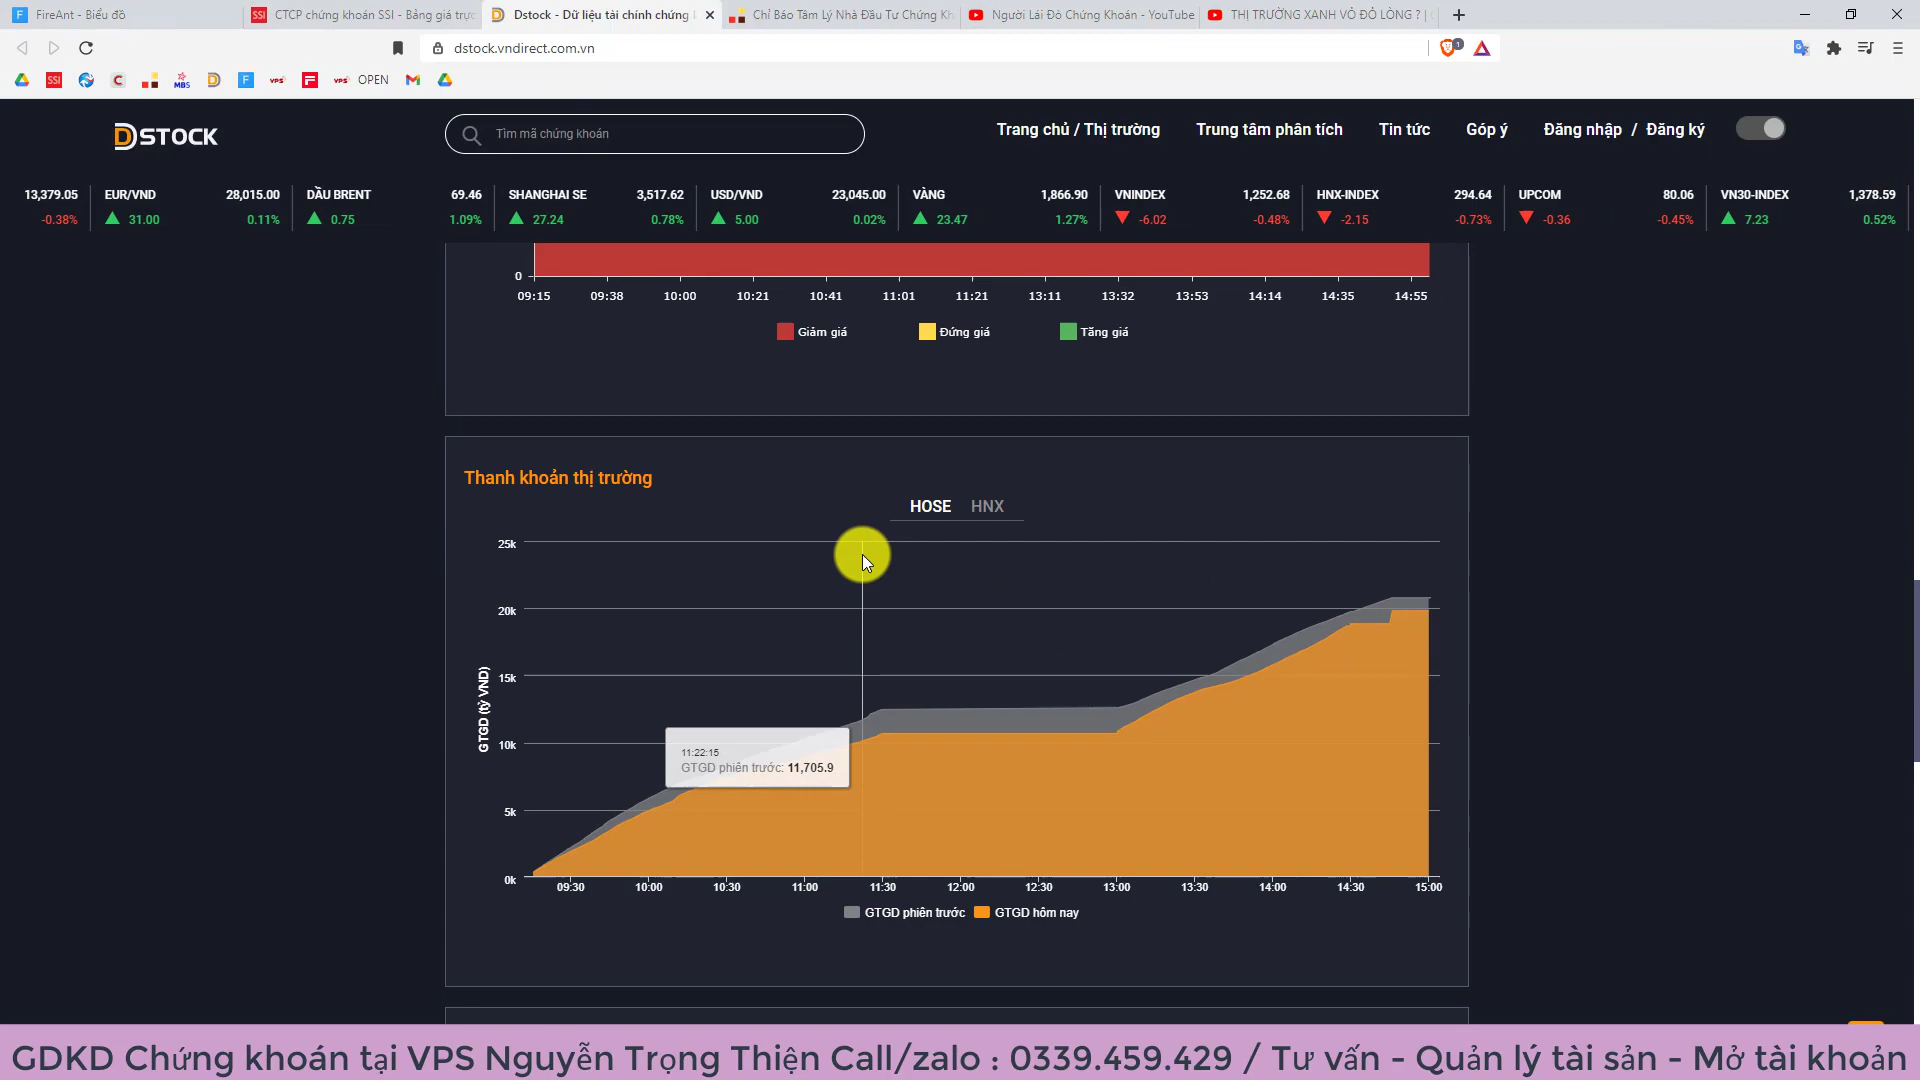 FireAnt - Biểu đồ
SSI CTCP chứng khoán SSI - Bảng giá trực
Dstock - Dữ liệu tài chính chứng
Chỉ Báo Tâm Lý Nhà Đầu Tư Chứng Kh
Người Lái Đò Chứng Khoán - YouTube
THỊ TRƯỜNG XANH VỎ ĐỎ LÒNG ? |
dstock.vndirect.com.vn
1
SSI
MBS
F
VPS
VPS
OPEN
DSTOCK
Tìm mã chứng khoán
Trang chủ / Thị trường
Trung tâm phân tích
Tin tức
Góp ý
Đăng nhập / Đăng ký
13,379.05
-0.38%
EUR/VND 28,015.00
31.00 0.11%
DẦU BRENT 69.46
0.75 1.09%
SHANGHAI SE 3,517.62
27.24 0.78%
USD/VND 23,045.00
5.00 0.02%
VÀNG 1,866.90
23.47 1.27%
VNINDEX 1,252.68
-6.02 -0.48%
HNX-INDEX 294.64
-2.15 -0.73%
UPCOM 80.06
-0.36 -0.45%
VN30-INDEX 1,378.59
7.23 0.52%
0
09:15 09:38 10:00 10:21 10:41 11:01 11:21 13:11 13:32 13:53 14:14 14:35 14:55
Giảm giá Đứng giá Tăng giá
Thanh khoản thị trường
HOSE HNX
25k
20k
15k
10k
5k
0k
GTGD (tỷ VND)
11:22:15
GTGD phiên trước: 11,705.9
09:30 10:00 10:30 11:00 11:30 12:00 12:30 13:00 13:30 14:00 14:30 15:00
GTGD phiên trước GTGD hôm nay
GDKD Chứng khoán tại VPS Nguyễn Trọng Thiện Call/zalo : 0339.459.429 / Tư vấn - Quản lý tài sản - Mở tài khoản